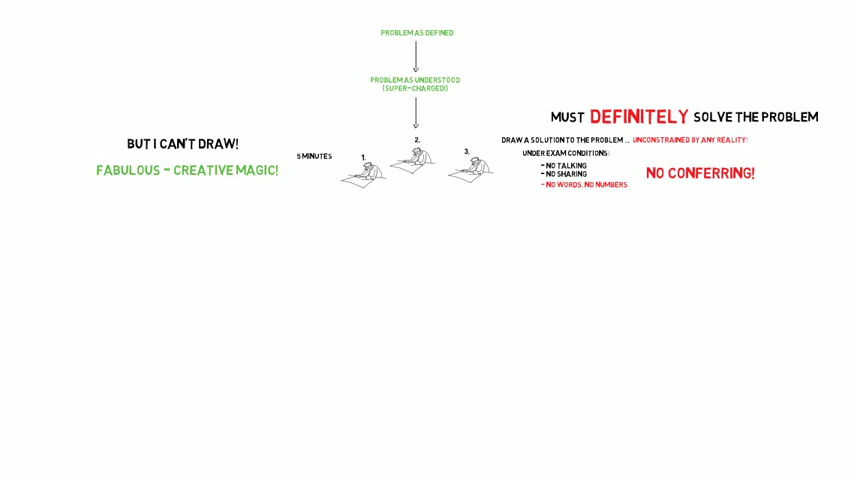 PROBLEM AS DEFINED
PROBLEM AS UNDERSTOOD
(SUPER-CHARGED!)
MUST DEFINITELY SOLVE THE PROBLEM
BUT I CAN'T DRAW!
FABULOUS - CREATIVE MAGIC!
5 MINUTES
1.
2.
3.
DRAW A SOLUTION TO THE PROBLEM ... UNCONSTRAINED BY ANY REALITY!
UNDER EXAM CONDITIONS:
- NO TALKING
- NO SHARING
- NO WORDS, NO NUMBERS
NO CONFERRING!